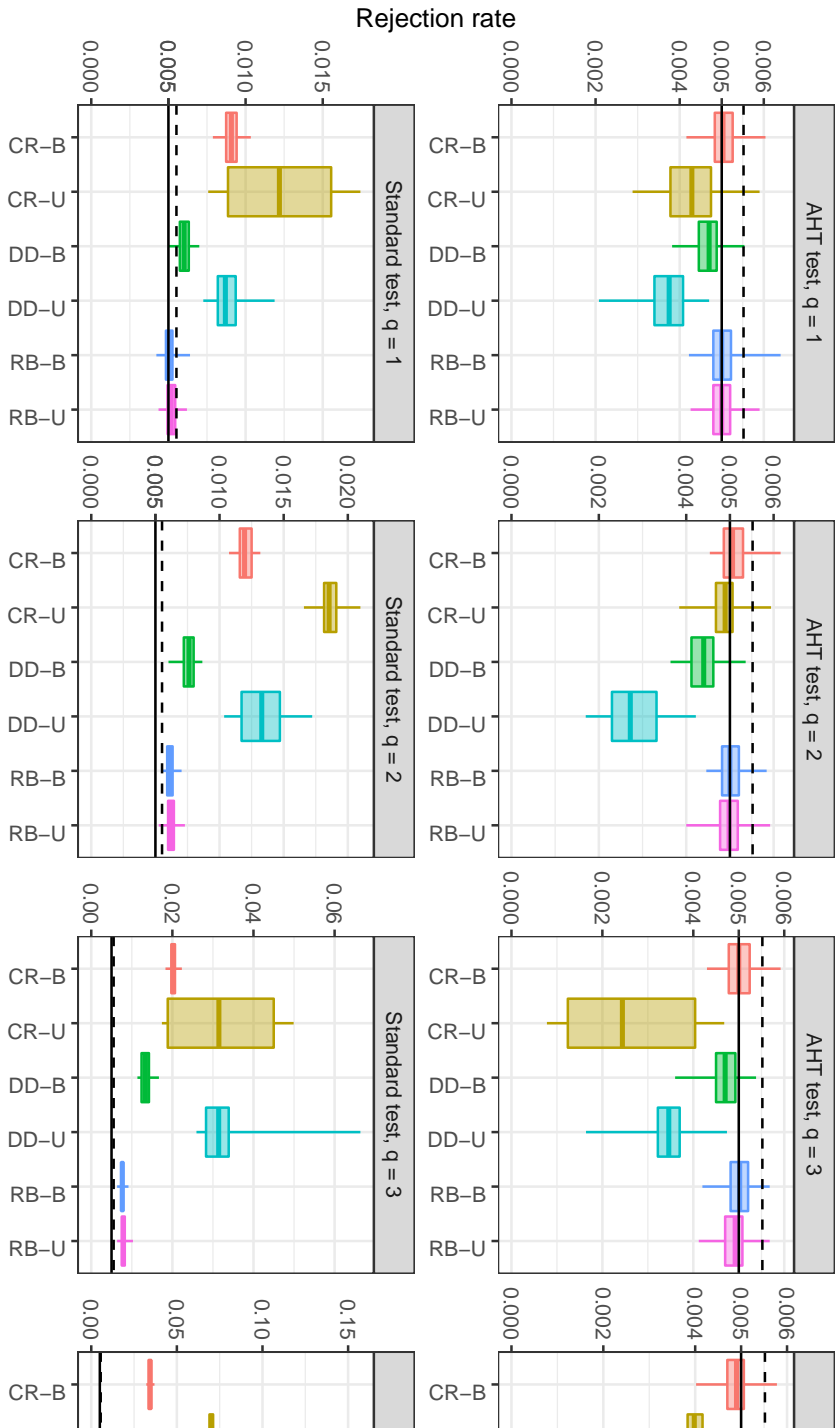 Rejection rate
0.000 0.005 0.010 0.015
Standard test, q = 1
CR−B
CR−U
DD−B
DD−U
RB−B
RB−U
0.000 0.002 0.004 0.005 0.006
AHT test, q = 1
CR−B
CR−U
DD−B
DD−U
RB−B
RB−U
0.000 0.005 0.010 0.015 0.020
Standard test, q = 2
CR−B
CR−U
DD−B
DD−U
RB−B
RB−U
0.000 0.002 0.004 0.005 0.006
AHT test, q = 2
CR−B
CR−U
DD−B
DD−U
RB−B
RB−U
0.00 0.02 0.04 0.06
Standard test, q = 3
CR−B
CR−U
DD−B
DD−U
RB−B
RB−U
0.000 0.002 0.004 0.005 0.006
AHT test, q = 3
CR−B
CR−U
DD−B
DD−U
RB−B
RB−U
0.00 0.05 0.10 0.15
CR−B
0.000 0.002 0.004 0.005 0.006
CR−B